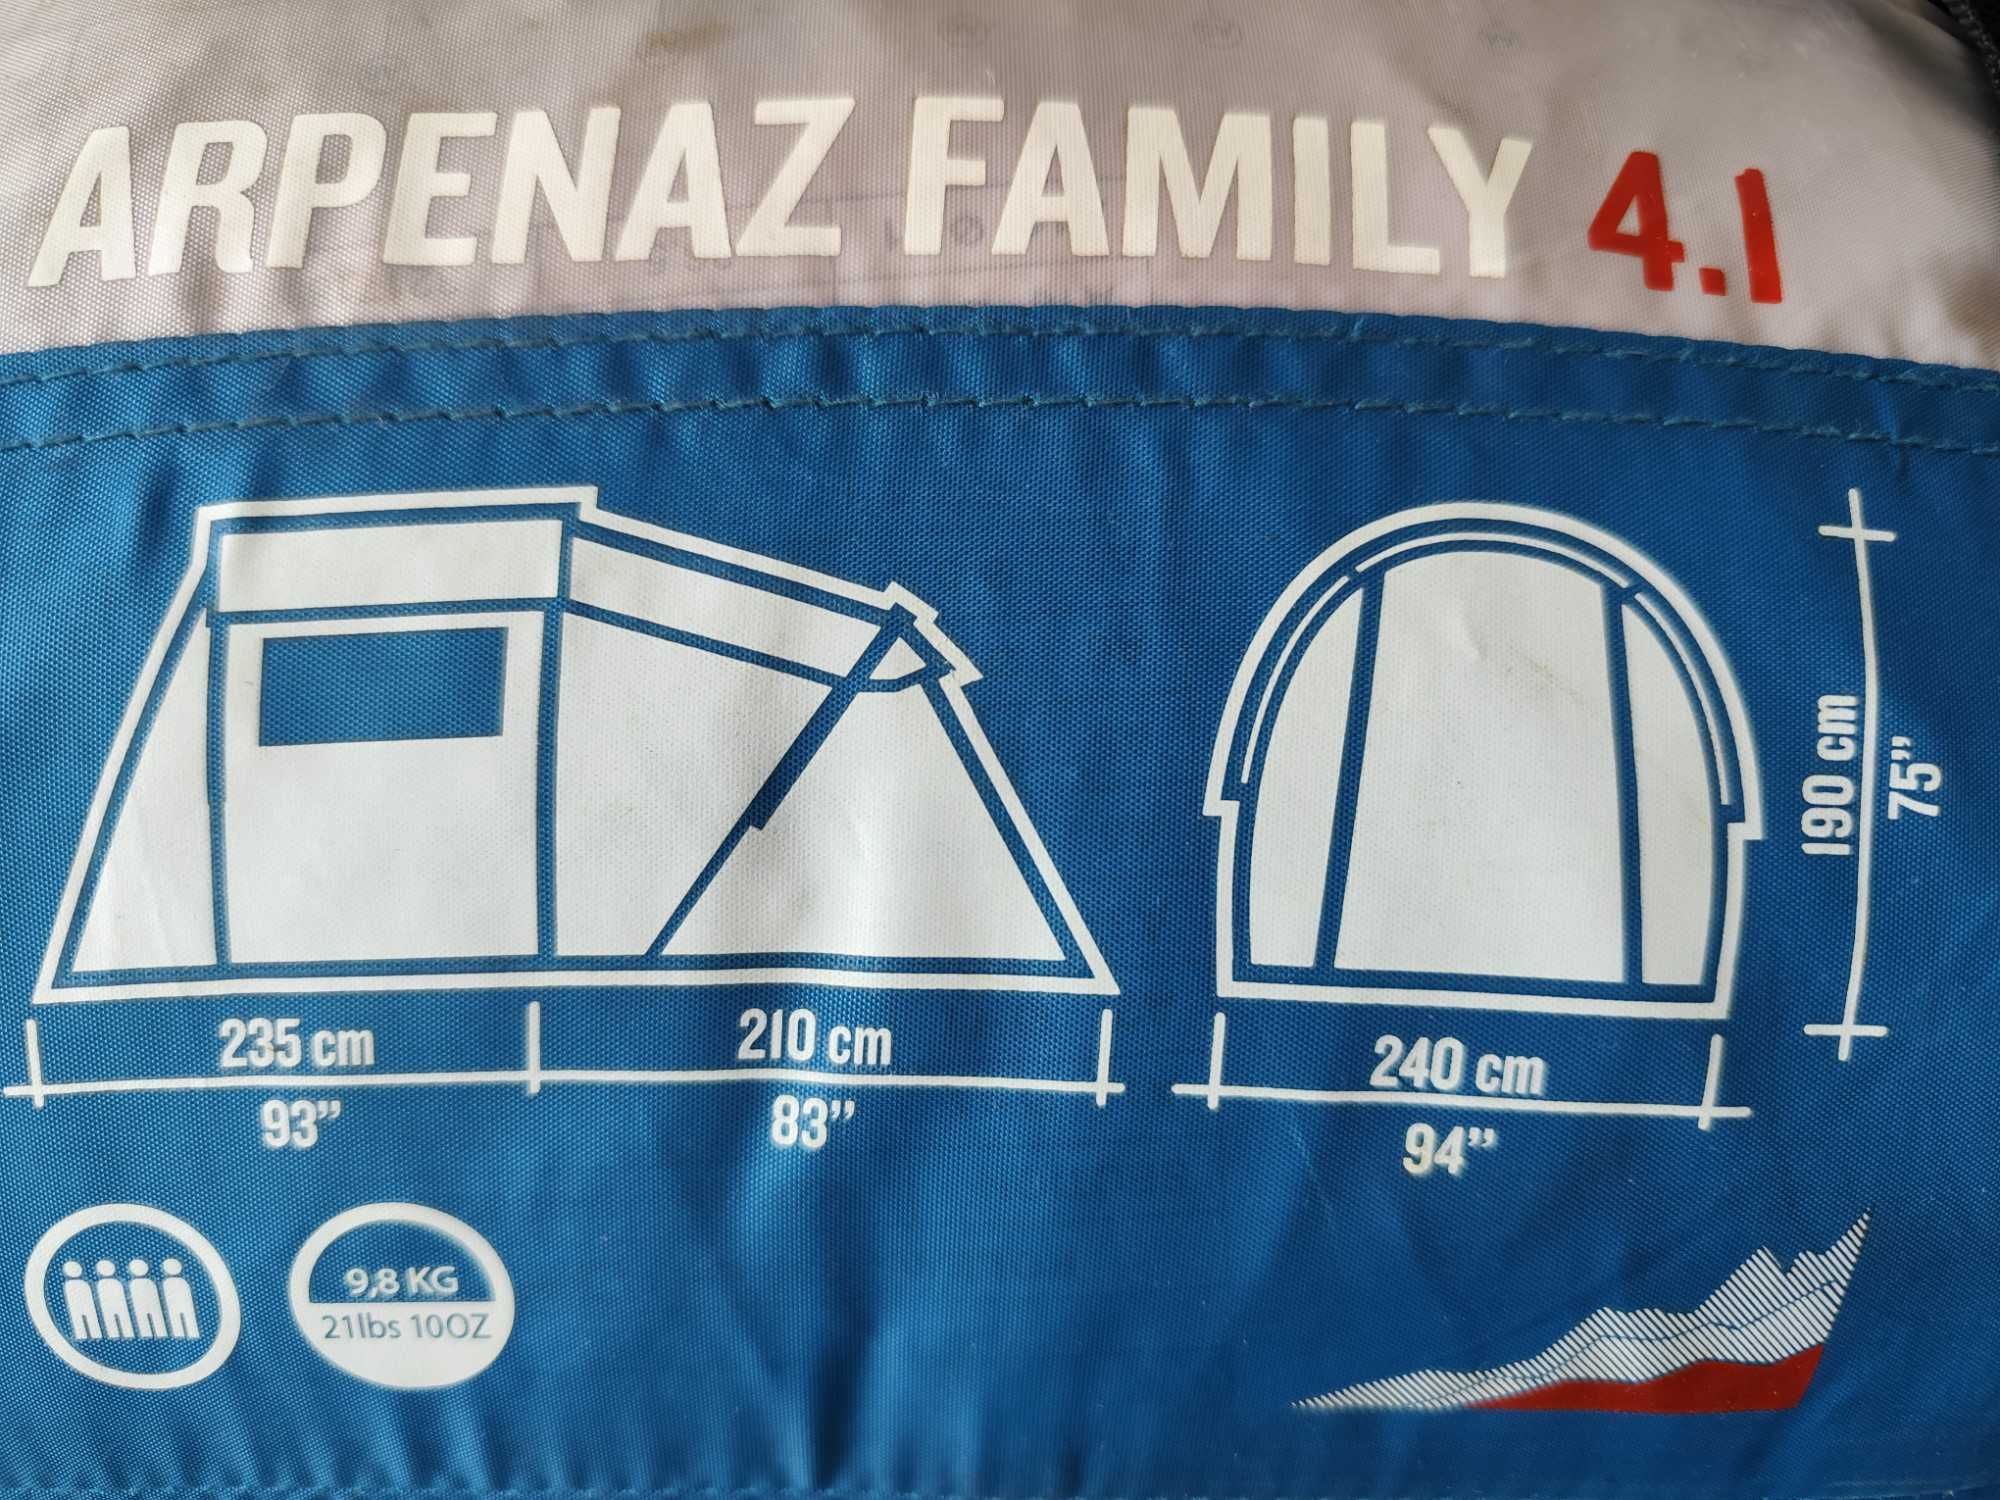 ARPENAZ FAMILY 4.1
190 cm
75”
235 cm
93”
210 cm
83”
240 cm
94”
9,8 KG
21lbs 10OZ